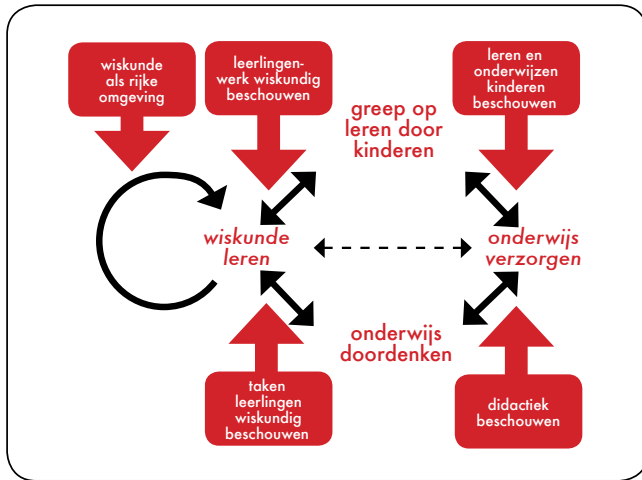 wiskunde
als rijke
omgeving
leerlingen-
werk wiskundig
beschouwen
leren en
onderwijzen
kinderen
beschouwen
greep op
leren door
kinderen
wiskunde
leren
onderwijs
verzorgen
onderwijs
doordenken
taken
leerlingen
wiskundig
beschouwen
didactiek
beschouwen